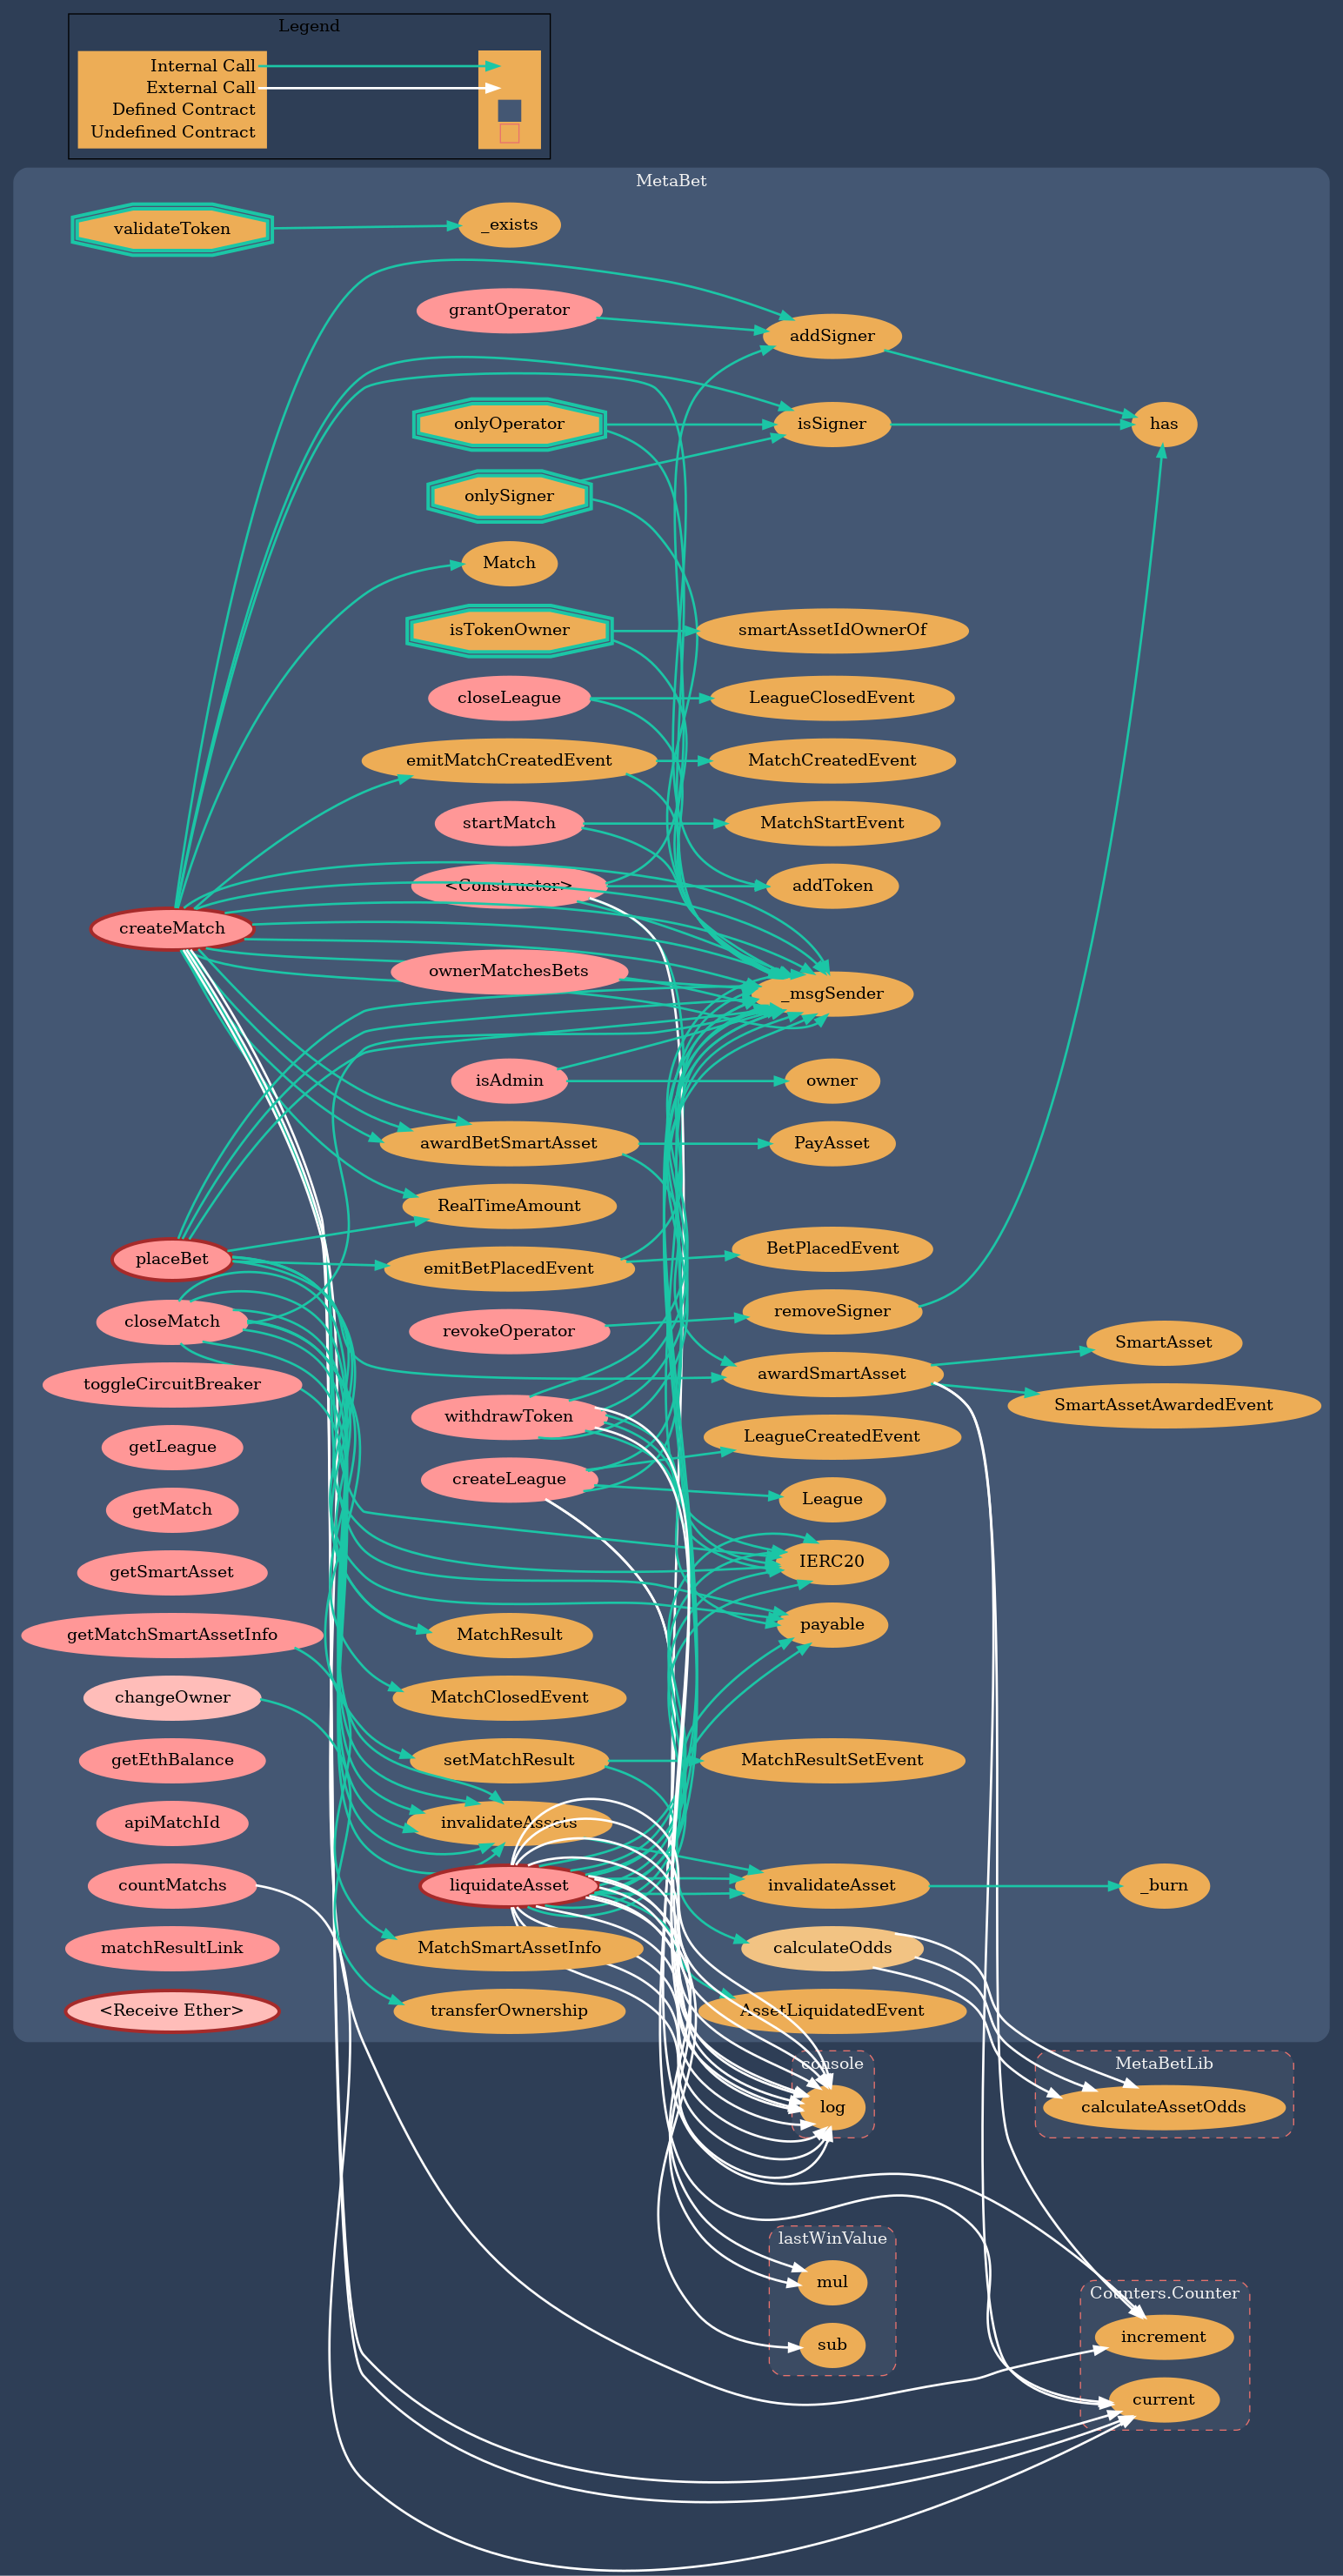 Legend
Internal Call
External Call
Defined Contract
Undefined Contract
MetaBet
validateToken
_exists
grantOperator
addSigner
onlyOperator
isSigner
has
onlySigner
Match
isTokenOwner
smartAssetIdOwnerOf
closeLeague
LeagueClosedEvent
emitMatchCreatedEvent
MatchCreatedEvent
startMatch
MatchStartEvent
<Constructor>
addToken
createMatch
ownerMatchesBets
_msgSender
isAdmin
owner
awardBetSmartAsset
PayAsset
RealTimeAmount
placeBet
emitBetPlacedEvent
BetPlacedEvent
closeMatch
revokeOperator
removeSigner
SmartAsset
toggleCircuitBreaker
awardSmartAsset
SmartAssetAwardedEvent
withdrawToken
getLeague
LeagueCreatedEvent
createLeague
getMatch
League
getSmartAsset
IERC20
getMatchSmartAssetInfo
MatchResult
payable
changeOwner
MatchClosedEvent
getEthBalance
setMatchResult
MatchResultSetEvent
apiMatchId
invalidateAssets
countMatchs
liquidateAsset
invalidateAsset
_burn
matchResultLink
MatchSmartAssetInfo
calculateOdds
<Receive Ether>
transferOwnership
AssetLiquidatedEvent
console
log
MetaBetLib
calculateAssetOdds
lastWinValue
mul
sub
Counters.Counter
increment
current